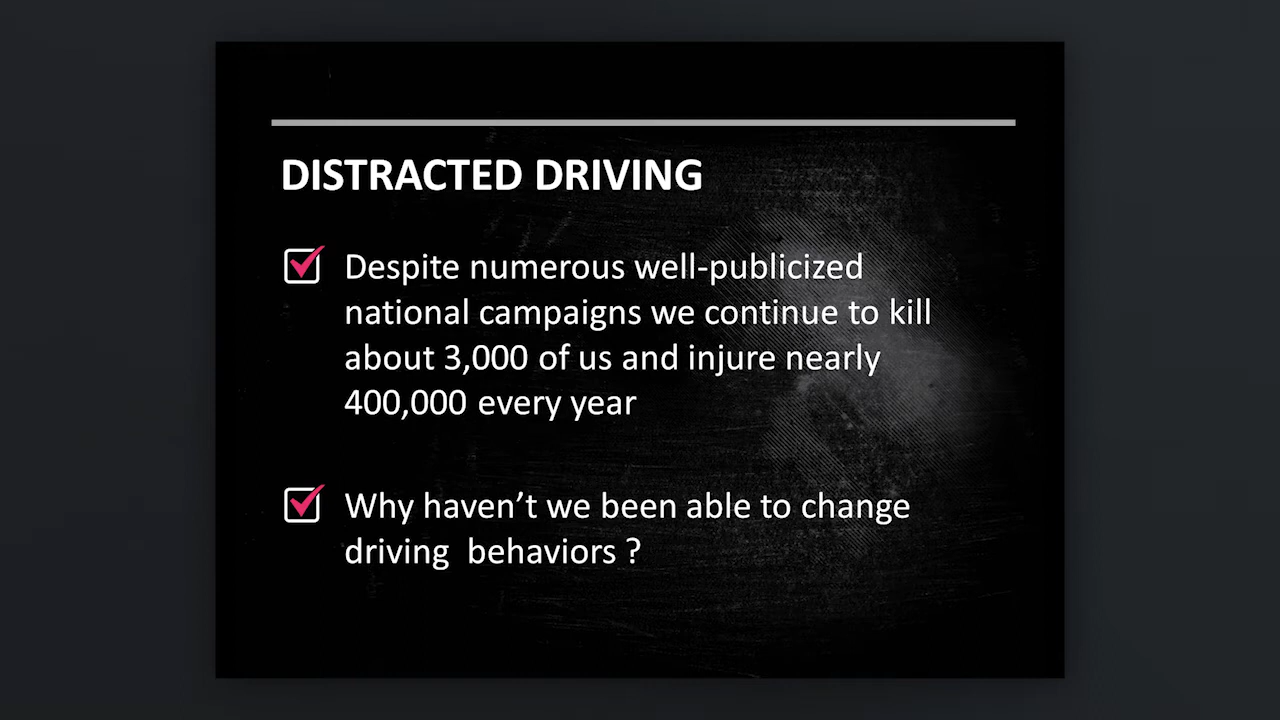 DISTRACTED DRIVING
Despite numerous well-publicized
national campaigns we continue to kill
about 3,000 of us and injure nearly
400,000 every year
Why haven’t we been able to change
driving  behaviors ?